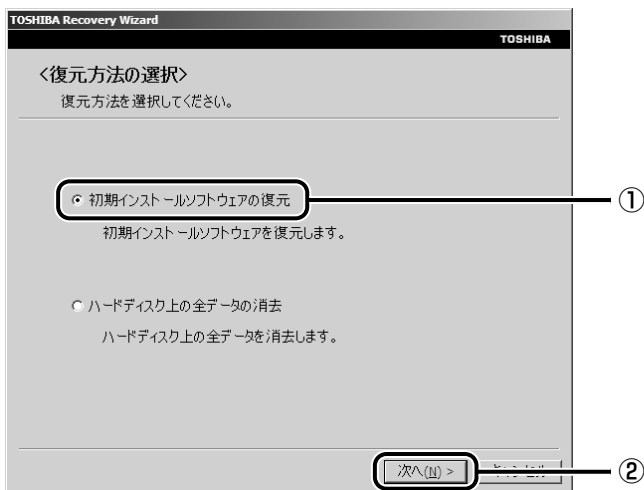 TOSHIBA Recovery Wizard
TOSHIBA
<復元方法の選択>
復元方法を選択してください。
初期インストールソフトウェアの復元
①
初期インストールソフトウェアを復元します。
ハードディスク上の全データの消去
ハードディスク上の全データを消去します。
次へ(N) >
②